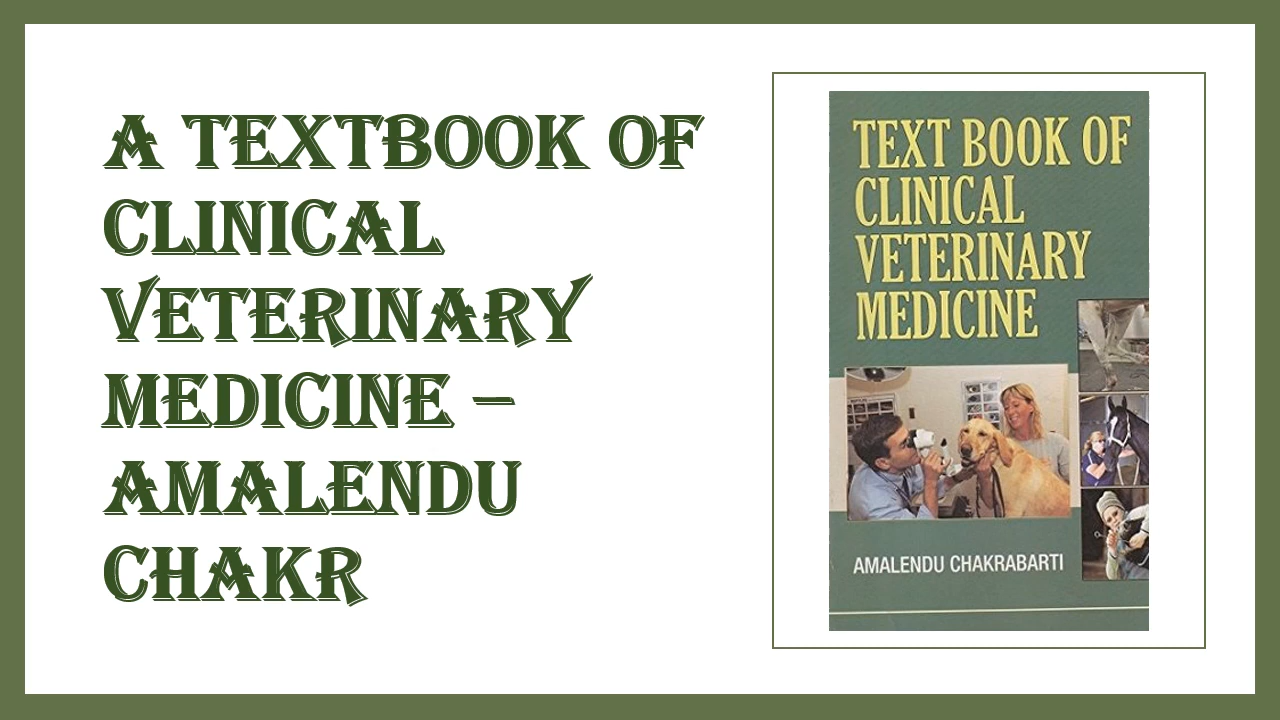 A TEXTBOOK OF
CLINICAL
VETERINARY
MEDICINE –
AMALENDU
CHAKR
TEXT BOOK OF
CLINICAL
VETERINARY
MEDICINE
AMALENDU CHAKRABARTI